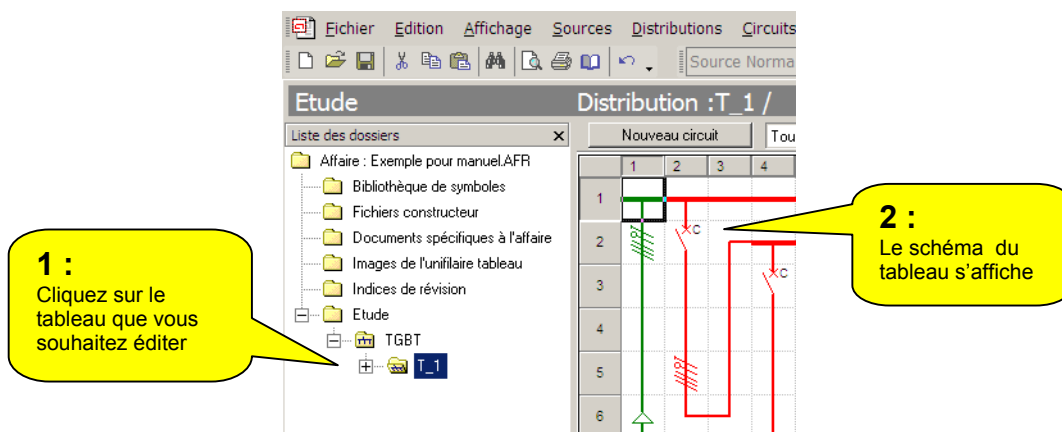 Fichier Edition Affichage Sources Distributions Circuits
Source Norma
Etude
Distribution :T_1 /
Liste des dossiers x
Nouveau circuit
Tou
Affaire : Exemple pour manuel.AFR
Bibliothèque de symboles
Fichiers constructeur
Documents spécifiques à l'affaire
Images de l'unifilaire tableau
Indices de révision
Etude
TGBT
T_1
1 2 3 4
1
2
3
4
5
6
C
C
1 :
Cliquez sur le
tableau que vous
souhaitez éditer
2 :
Le schéma du
tableau s'affiche